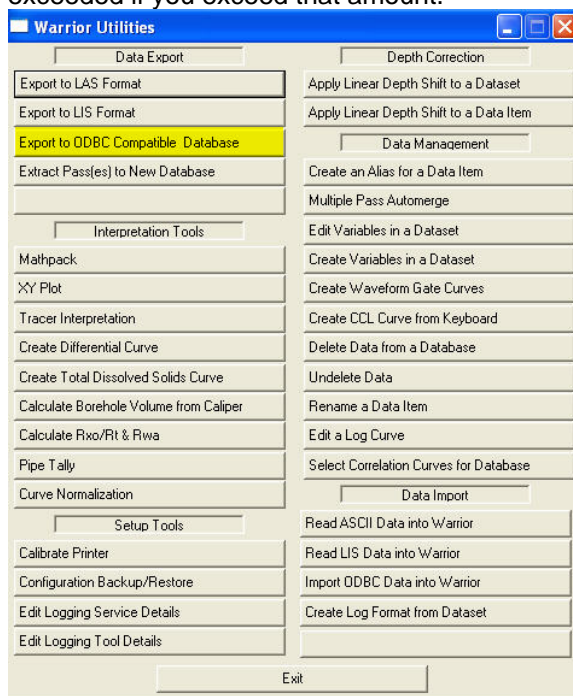 exceeded if you exceed that amount.
Warrior Utilities
Data Export
Export to LAS Format
Export to LIS Format
Export to ODBC Compatible Database
Extract Pass(es) to New Database
Interpretation Tools
Mathpack
XY Plot
Tracer Interpretation
Create Differential Curve
Create Total Dissolved Solids Curve
Calculate Borehole Volume from Caliper
Calculate Rxo/Rt & Rwa
Pipe Tally
Curve Normalization
Setup Tools
Calibrate Printer
Configuration Backup/Restore
Edit Logging Service Details
Edit Logging Tool Details
Depth Correction
Apply Linear Depth Shift to a Dataset
Apply Linear Depth Shift to a Data Item
Data Management
Create an Alias for a Data Item
Multiple Pass Automerge
Edit Variables in a Dataset
Create Variables in a Dataset
Create Waveform Gate Curves
Create CCL Curve from Keyboard
Delete Data from a Database
Undelete Data
Rename a Data Item
Edit a Log Curve
Select Correlation Curves for Database
Data Import
Read ASCII Data into Warrior
Read LIS Data into Warrior
Import ODBC Data into Warrior
Create Log Format from Dataset
Exit